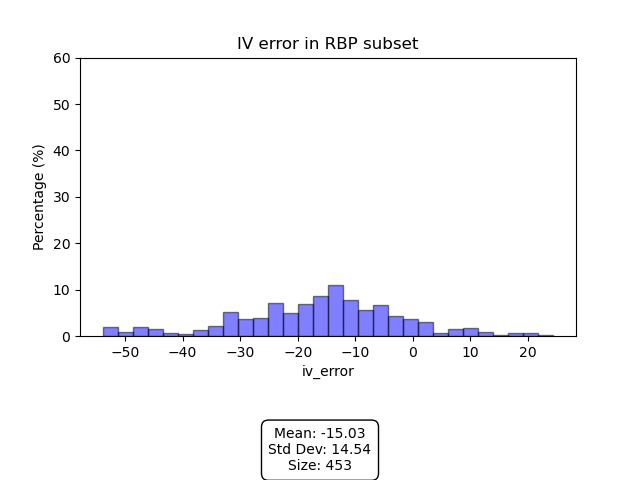 IV error in RBP subset
60
50
40
30
20
10
0
Percentage (%)
−50 −40 −30 −20 −10 0 10 20
iv_error
Mean: -15.03
Std Dev: 14.54
Size: 453